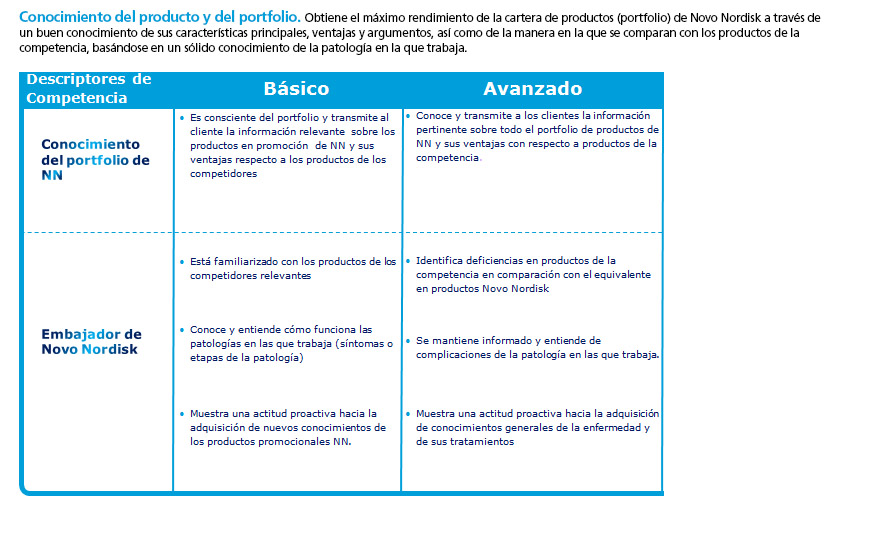 Conocimiento del producto y del portfolio. Obtiene el máximo rendimiento de la cartera de productos (portfolio) de Novo Nordisk a través de
un buen conocimiento de sus características principales, ventajas y argumentos, así como de la manera en la que se comparan con los productos de la
competencia, basándose en un sólido conocimiento de la patología en la que trabaja.
Descriptores de
Competencia
Básico
Avanzado
Conocimiento
del portfolio de
NN
• Es consciente del portfolio y transmite al
cliente la información relevante sobre los
productos en promoción de NN y sus
ventajas respecto a los productos de los
competidores
• Conoce y transmite a los clientes la información
pertinente sobre todo el portfolio de productos de
NN y sus ventajas con respecto a productos de la
competencia.
Embajador de
Novo Nordisk
• Está familiarizado con los productos de los
competidores relevantes
• Identifica deficiencias en productos de la
competencia en comparación con el equivalente
en productos Novo Nordisk
• Conoce y entiende cómo funciona las
patologías en las que trabaja (síntomas o
etapas de la patología)
• Se mantiene informado y entiende de
complicaciones de la patología en las que trabaja.
• Muestra una actitud proactiva hacia la
adquisición de nuevos conocimientos de
los productos promocionales NN.
• Muestra una actitud proactiva hacia la adquisición
de conocimientos generales de la enfermedad y
de sus tratamientos